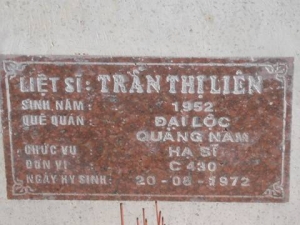 LIỆT SĨ: TRẦN THỊ LIÊN
SINH NĂM: 1952
QUÊ QUÁN: ĐẠI LỘC
QUẢNG NAM
CHỨC VỤ HẠ SĨ
ĐƠN VỊ: C 430
NGÀY HY SINH: 20-08-1972